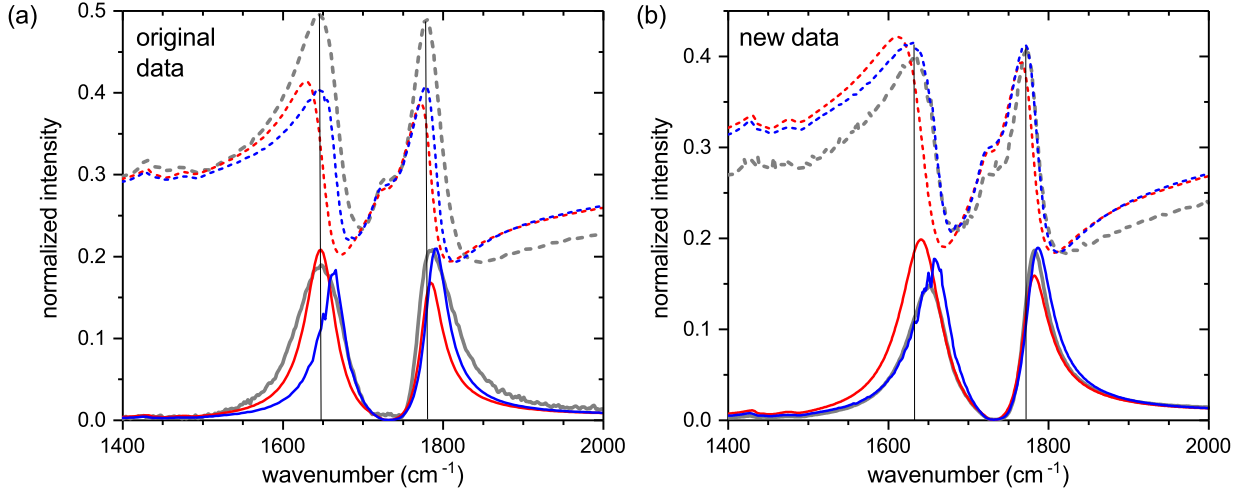 (a)
original
data
normalized intensity
0.5
0.4
0.3
0.2
0.1
0.0
1400 1600 1800 2000
wavenumber (cm⁻¹)
(b)
new data
normalized intensity
0.5
0.4
0.3
0.2
0.1
0.0
1400 1600 1800 2000
wavenumber (cm⁻¹)